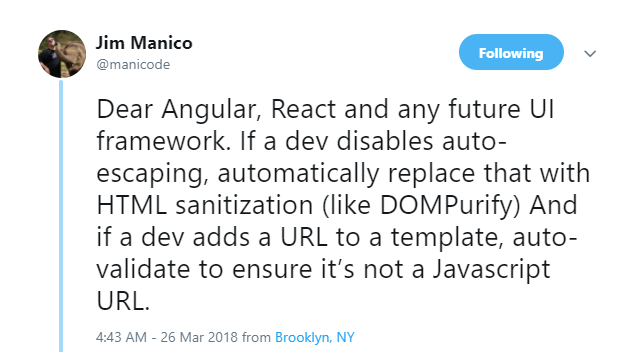 Jim Manico
@manicode
Following
Dear Angular, React and any future UI
framework. If a dev disables auto-
escaping, automatically replace that with
HTML sanitization (like DOMPurify) And
if a dev adds a URL to a template, auto-
validate to ensure it’s not a Javascript
URL.
4:43 AM - 26 Mar 2018 from Brooklyn, NY